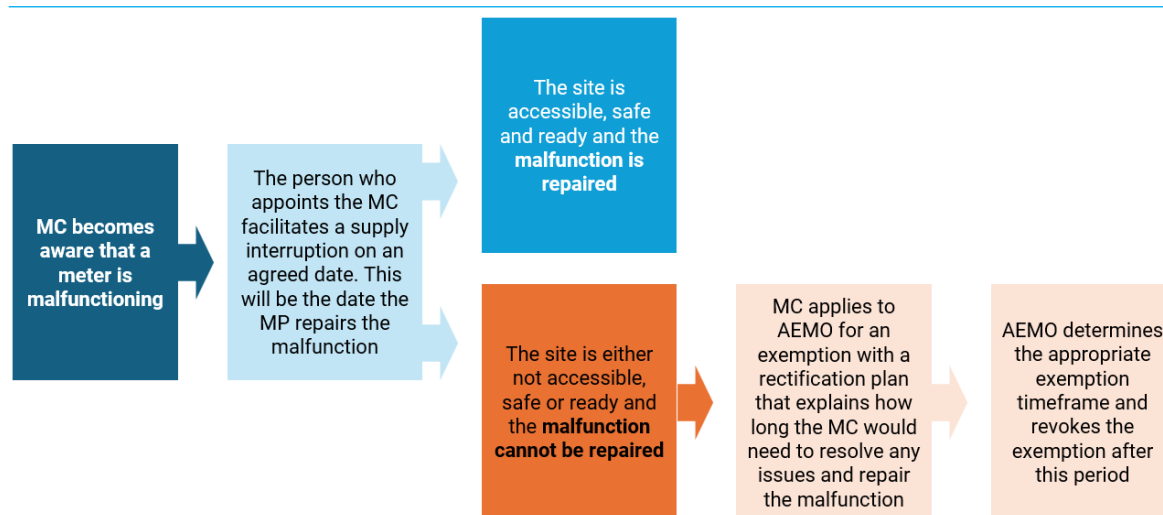 MC becomes
aware that a
meter is
malfunctioning
The person who
appoints the MC
facilitates a supply
interruption on an
agreed date. This
will be the date the
MP repairs the
malfunction
The site is
accessible, safe
and ready and the
malfunction is
repaired
The site is either
not accessible,
safe or ready and
the malfunction
cannot be repaired
MC applies to
AEMO for an
exemption with a
rectification plan
that explains how
long the MC would
need to resolve any
issues and repair
the malfunction
AEMO determines
the appropriate
exemption
timeframe and
revokes the
exemption after
this period